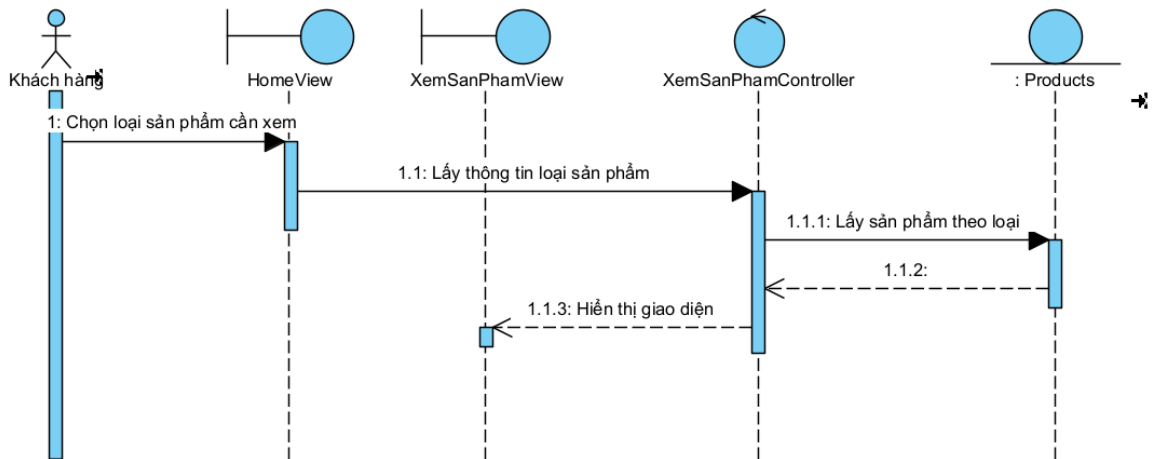 Khách hàng
HomeView
XemSanPhamView
XemSanPhamController
: Products
1: Chọn loại sản phẩm cần xem
1.1: Lấy thông tin loại sản phẩm
1.1.1: Lấy sản phẩm theo loại
1.1.2:
1.1.3: Hiển thị giao diện